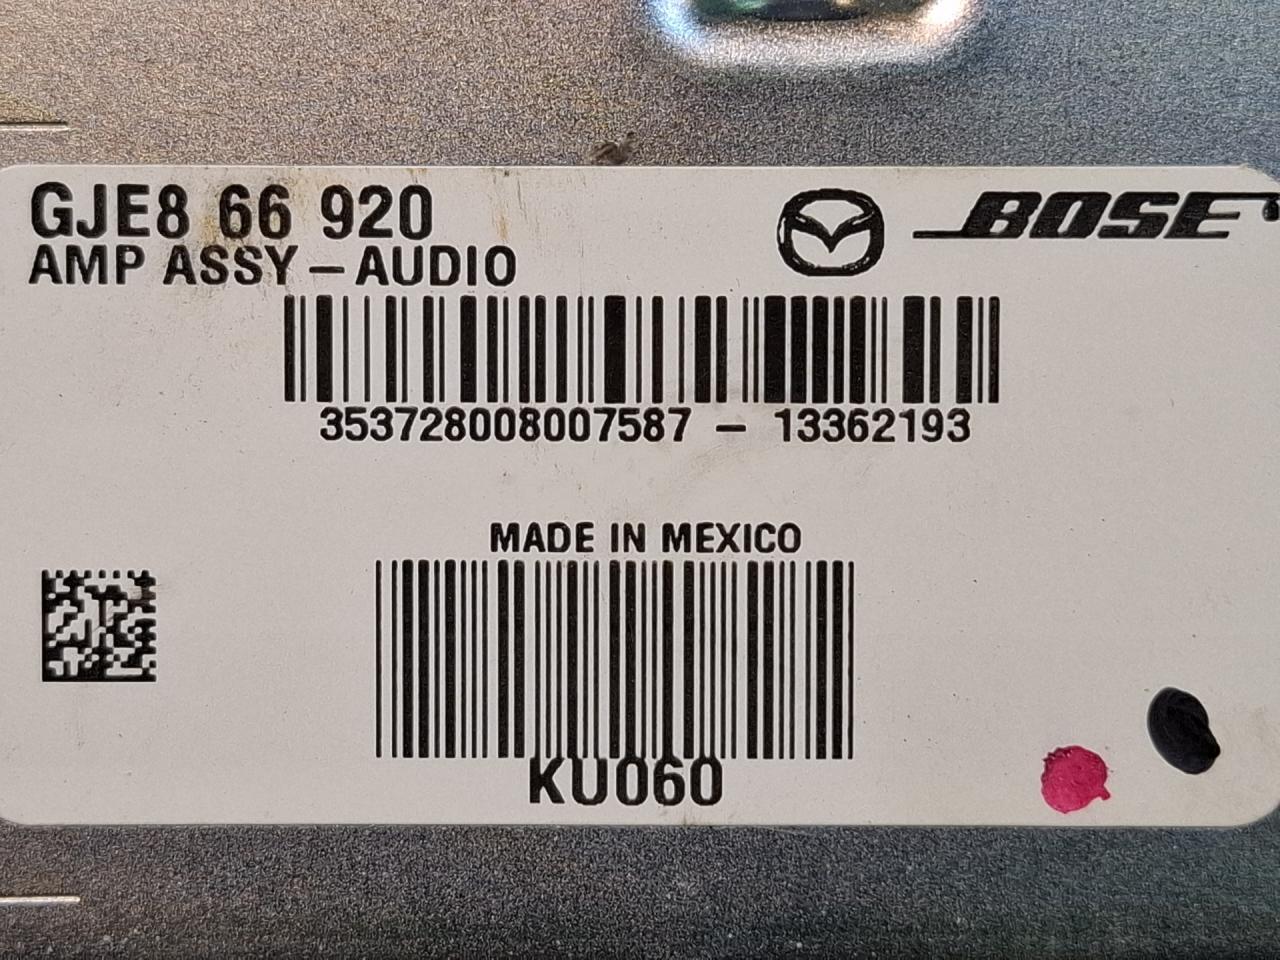 GJE8 66 920
AMP ASSY – AUDIO
BOSE
353728008007587 – 13362193
MADE IN MEXICO
KU060